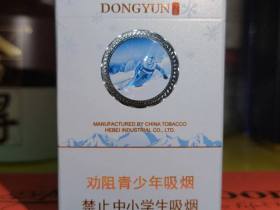 DONGYUN
MANUFACTURED BY CHINA TOBACCO
HEBEI INDUSTRIAL CO., LTD.
劝阻青少年吸烟
禁止中小学生吸烟